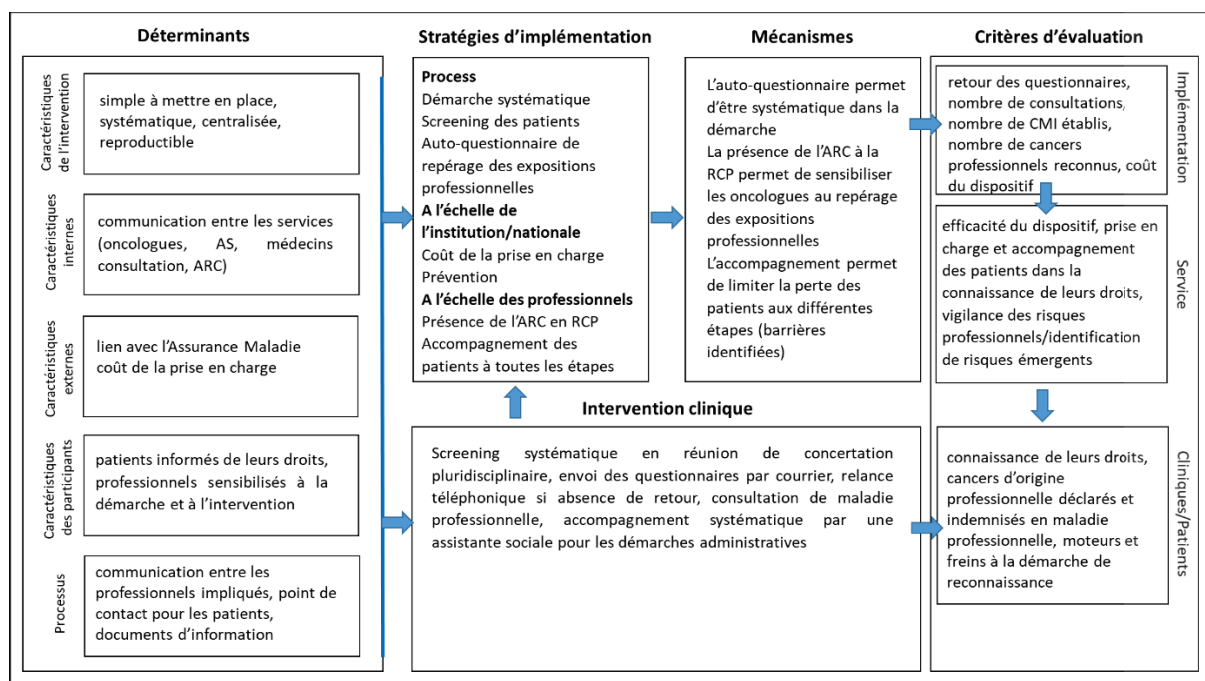 Déterminants
Caractéristiques
de l'intervention
simple à mettre en place,
systématique, centralisée,
reproductible
Caractéristiques
internes
communication entre les services
(oncologues, AS, médecins
consultation, ARC)
Caractéristiques
externes
lien avec l'Assurance Maladie
coût de la prise en charge
Caractéristiques
des participants
patients informés de leurs droits,
professionnels sensibilisés à la
démarche et à l'intervention
Processus
communication entre les
professionnels impliqués, point de
contact pour les patients,
documents d'information
Stratégies d'implémentation
Process
Démarche systématique
Screening des patients
Auto-questionnaire de
repérage des expositions
professionnelles
A l'échelle de
l'institution/nationale
Coût de la prise en charge
Prévention
A l'échelle des professionnels
Présence de l'ARC en RCP
Accompagnement des
patients à toutes les étapes
Mécanismes
L'auto-questionnaire permet
d'être systématique dans la
démarche
La présence de l'ARC à la
RCP permet de sensibiliser
les oncologues au repérage
des expositions
professionnelles
L'accompagnement permet
de limiter la perte des
patients aux différentes
étapes (barrières
identifiées)
Intervention clinique
Screening systématique en réunion de concertation
pluridisciplinaire, envoi des questionnaires par courrier, relance
téléphonique si absence de retour, consultation de maladie
professionnelle, accompagnement systématique par une
assistante sociale pour les démarches administratives
Critères d'évaluation
retour des questionnaires,
nombre de consultations,
nombre de CMI établis,
nombre de cancers
professionnels reconnus, coût
du dispositif
Implémentation
efficacité du dispositif, prise en
charge et accompagnement
des patients dans la
connaissance de leurs droits,
vigilance des risques
professionnels/identification
de risques émergents
Service
connaissance de leurs droits,
cancers d'origine
professionnelle déclarés et
indemnisés en maladie
professionnelle, moteurs et
freins à la démarche de
reconnaissance
Cliniques/Patients